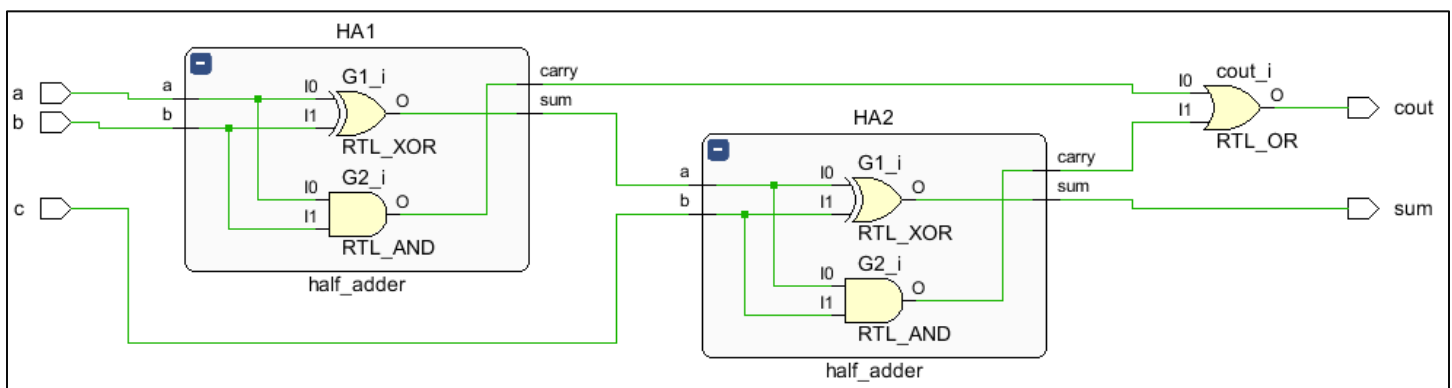 HA1
a
b
c
a
b
I0
I1
G1_i
O
RTL_XOR
I0
I1
G2_i
O
RTL_AND
carry
sum
half_adder
HA2
a
b
I0
I1
G1_i
O
RTL_XOR
I0
I1
G2_i
O
RTL_AND
carry
sum
half_adder
I0
I1
cout_i
O
RTL_OR
cout
sum